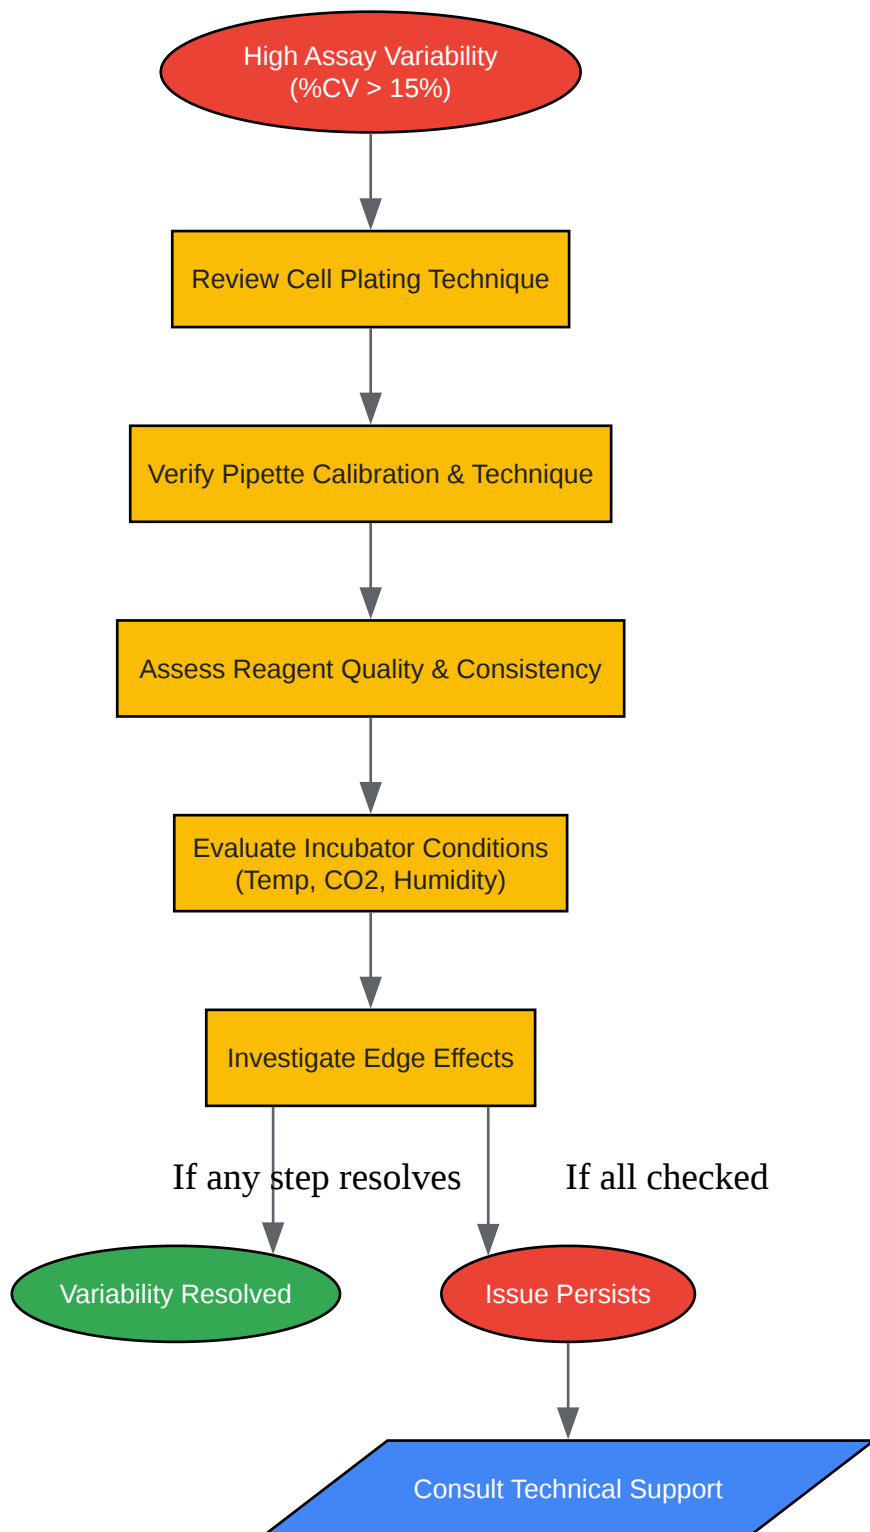 High Assay Variability
(%CV > 15%)
Review Cell Plating Technique
Verify Pipette Calibration & Technique
Assess Reagent Quality & Consistency
Evaluate Incubator Conditions
(Temp, CO2, Humidity)
Investigate Edge Effects
If any step resolves
If all checked
Variability Resolved
Issue Persists
Consult Technical Support